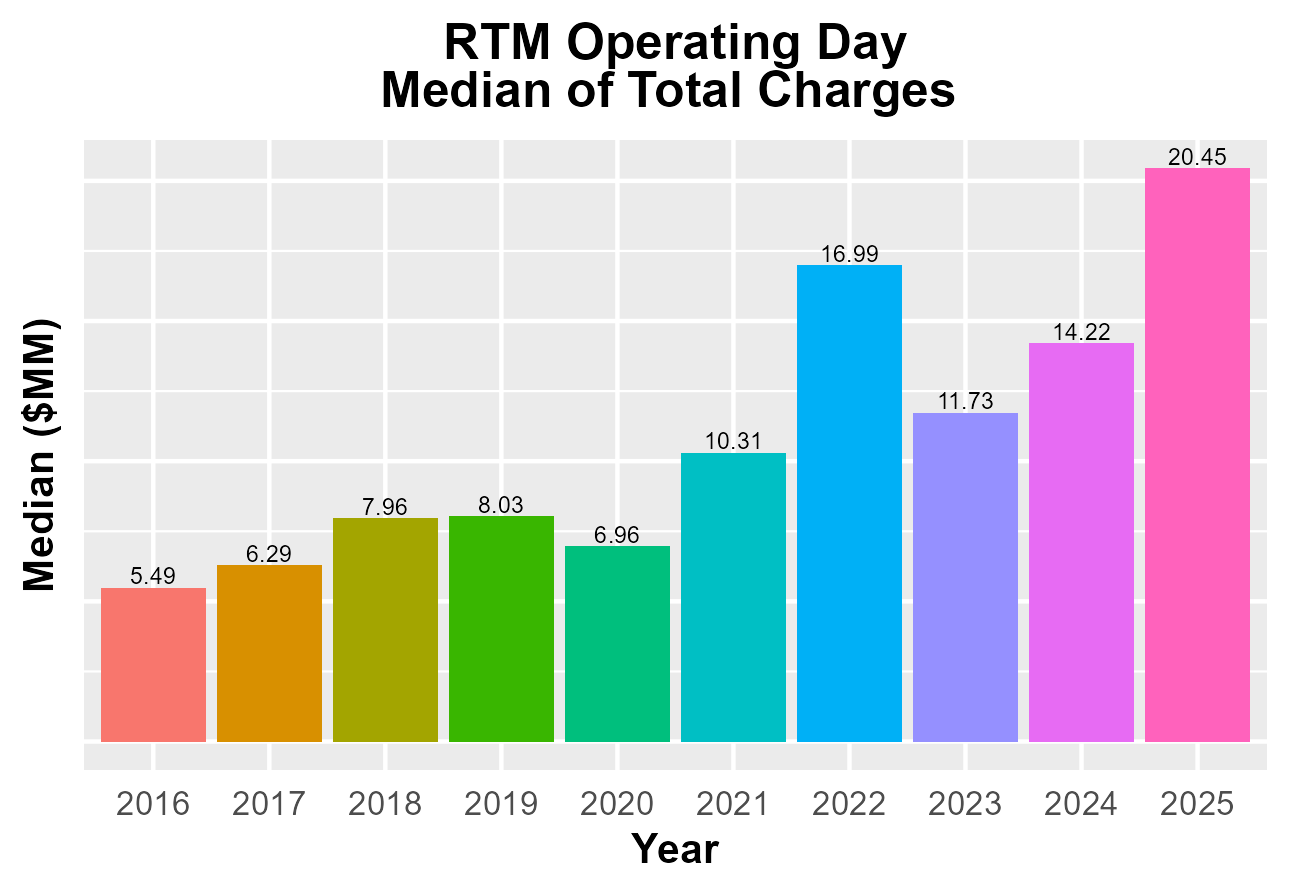 RTM Operating Day
Median of Total Charges
Median ($MM)
5.49
6.29
7.96
8.03
6.96
10.31
16.99
11.73
14.22
20.45
2016 2017 2018 2019 2020 2021 2022 2023 2024 2025
Year